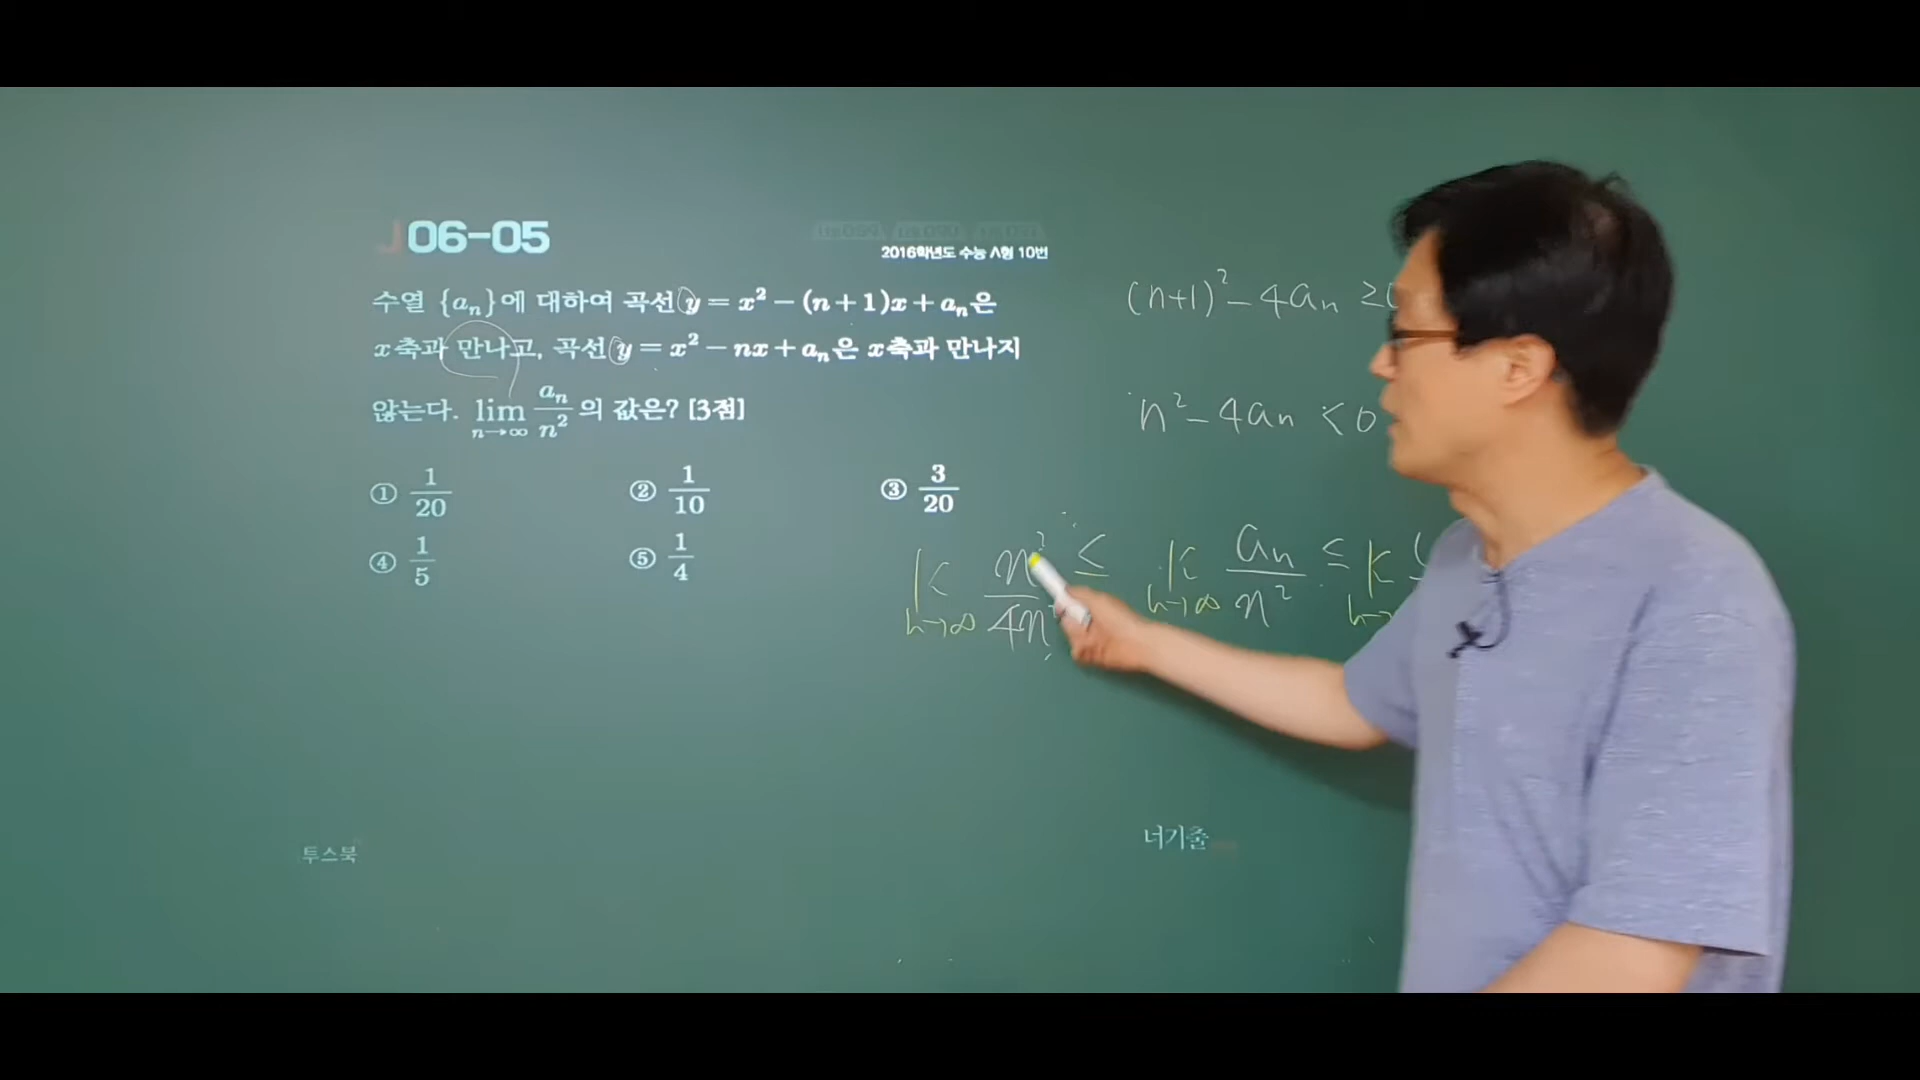 06-05
2016학년도 수능 A형 10번
수열 {aₙ}에 대하여 곡선 y = x² − (n+1)x + aₙ은
x축과 만나고, 곡선 y = x² − nx + aₙ은 x축과 만나지
않는다. lim n→∞ aₙ/n² 의 값은? [3점]
① 1/20 ② 1/10 ③ 3/20
④ 1/5 ⑤ 1/4
(n+1)² − 4aₙ ≥ 0
n² − 4aₙ < 0
n→∞ n²/4n² ≤ n→∞ aₙ/n² ≤
투스북
너기출